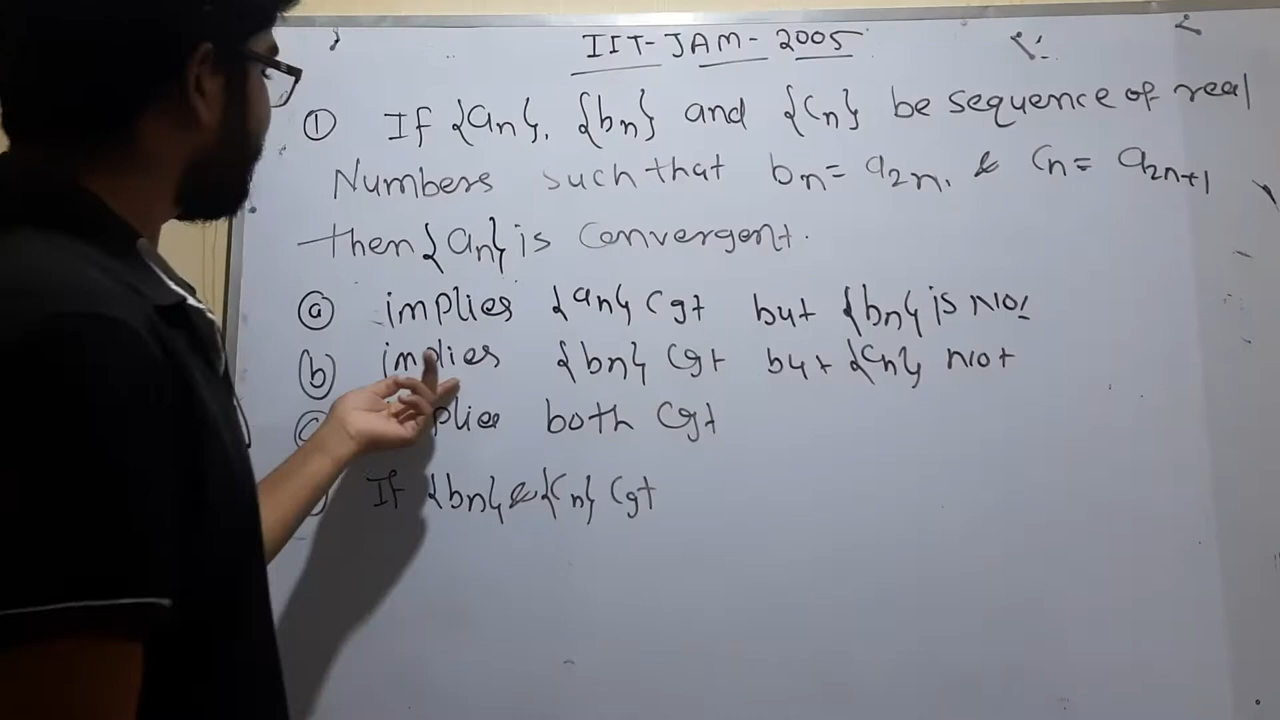 IIT-JAM-2005
① If {an}, {bn} and {Cn} be sequence of real
Numbers such that bn = a2n, & Cn = a2n+1
then {an} is convergent.
ⓐ implies {an} Cgt but {bn} is not
ⓑ implies {bn} Cgt but {Cn} not
plies both Cgt
If {bn} & {Cn} Cgt